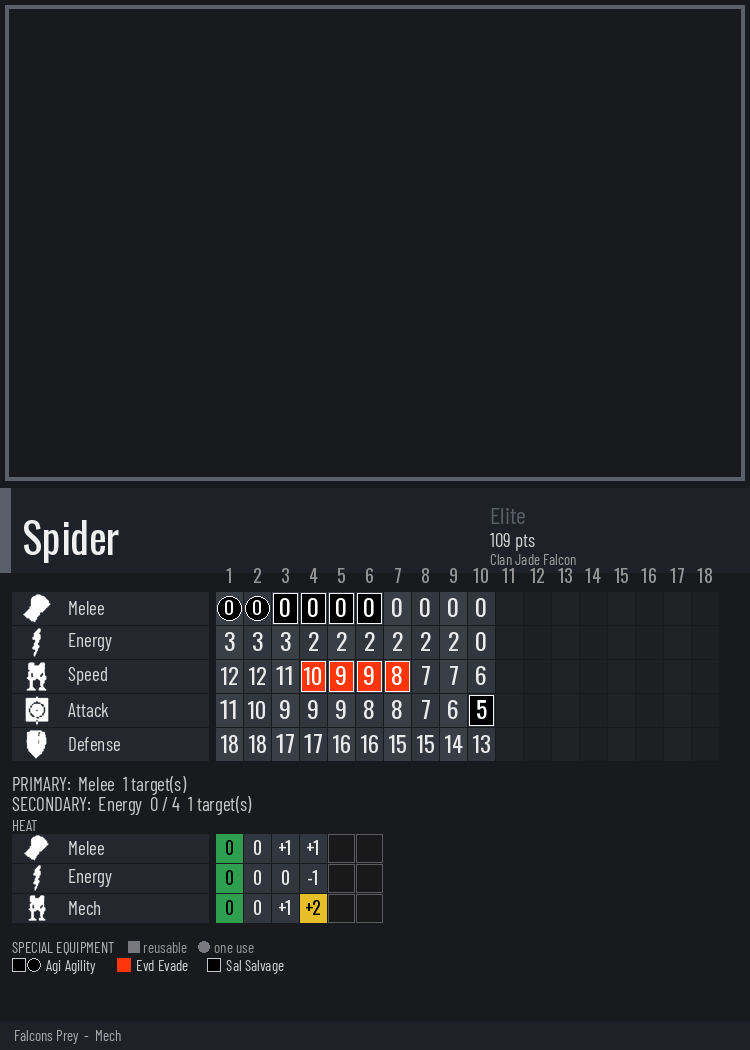 Spider
Elite
109 pts
Clan Jade Falcon
1 2 3 4 5 6 7 8 9 10 11 12 13 14 15 16 17 18
Melee 0 0 0 0 0 0 0 0 0 0
Energy 3 3 3 2 2 2 2 2 2 0
Speed 12 12 11 10 9 9 8 7 7 6
Attack 11 10 9 9 9 8 8 7 6 5
Defense 18 18 17 17 16 16 15 15 14 13
PRIMARY: Melee 1 target(s)
SECONDARY: Energy 0 / 4 1 target(s)
HEAT
Melee 0 0 +1 +1
Energy 0 0 0 -1
Mech 0 0 +1 +2
SPECIAL EQUIPMENT reusable one use
Agi Agility Evd Evade Sal Salvage
Falcons Prey - Mech